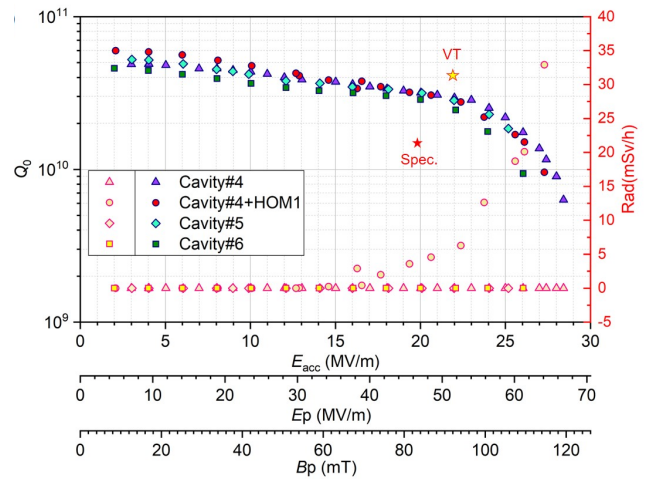 10¹¹
10¹⁰
10⁹
Q₀
40
35
30
25
20
15
10
5
0
-5
Rad(mSv/h)
VT
Spec.
Cavity#4
Cavity#4+HOM1
Cavity#5
Cavity#6
0 5 10 15 20 25 30
Eacc (MV/m)
0 10 20 30 40 50 60 70
Ep (MV/m)
0 20 40 60 80 100 120
Bp (mT)